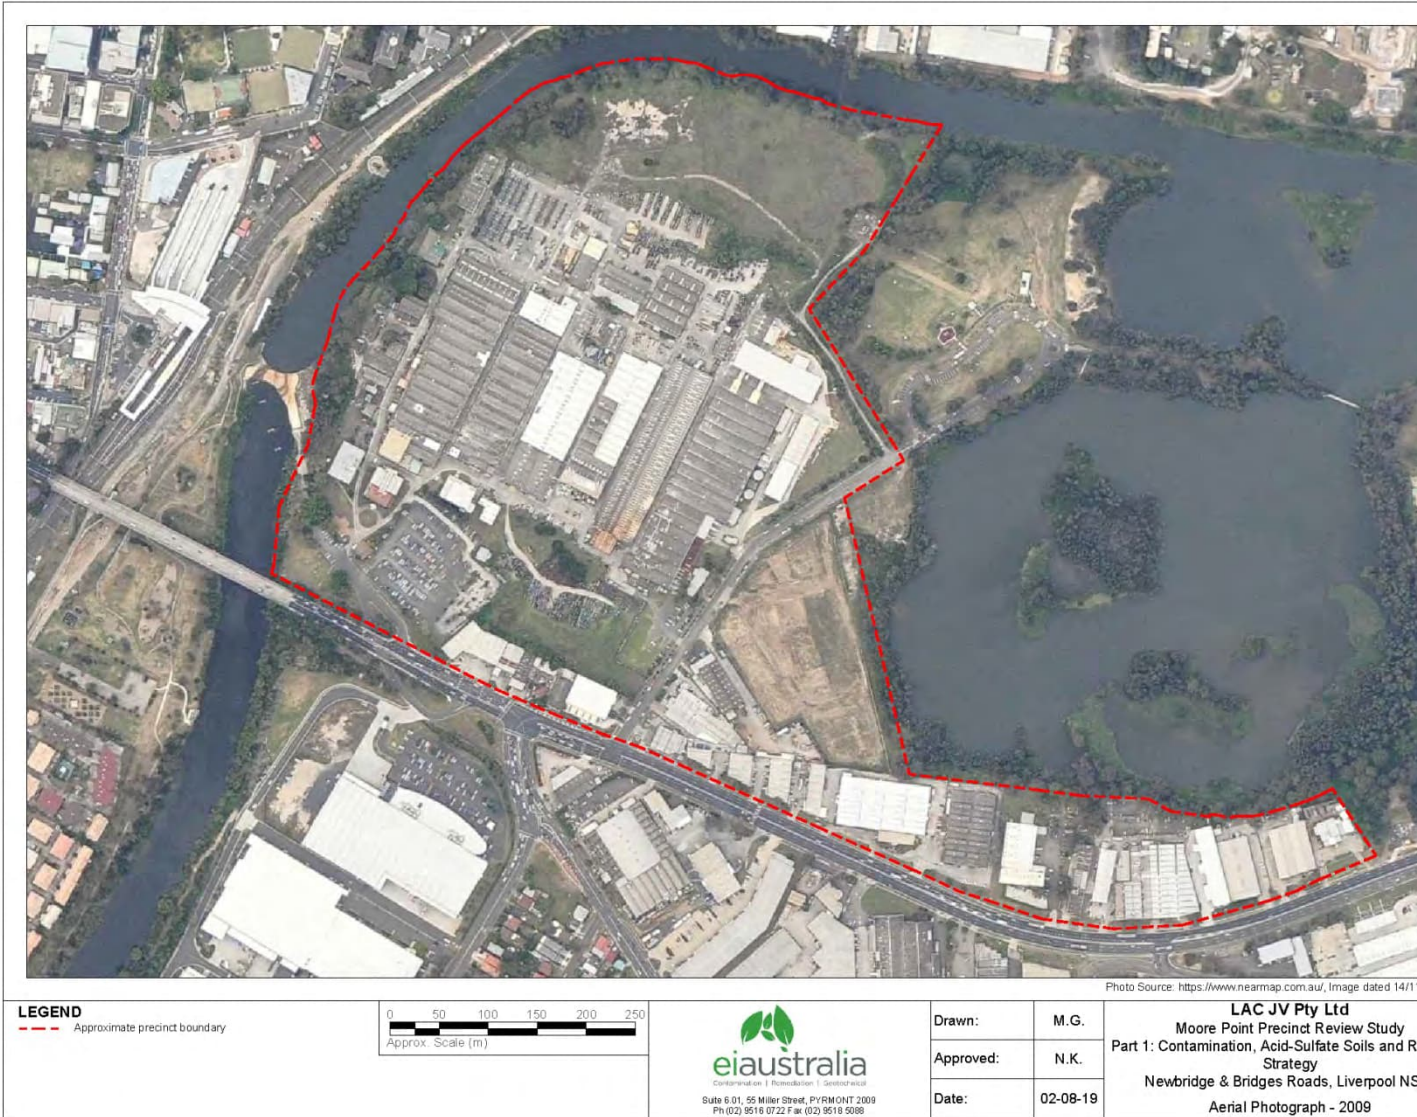 Photo Source: https://www.nearmap.com.au/, Image dated 14/1
LEGEND
Approximate precinct boundary
0 50 100 150 200 250
Approx. Scale (m)
eiaustralia
Contamination | Remediation | Geotechnical
Suite 6.01, 55 Miller Street, PYRMONT 2009
Ph (02) 9516 0722 Fax (02) 9518 5088
Drawn: M.G.
Approved: N.K.
Date: 02-08-19
LAC JV Pty Ltd
Moore Point Precinct Review Study
Part 1: Contamination, Acid-Sulfate Soils and R
Strategy
Newbridge & Bridges Roads, Liverpool NS
Aerial Photograph - 2009